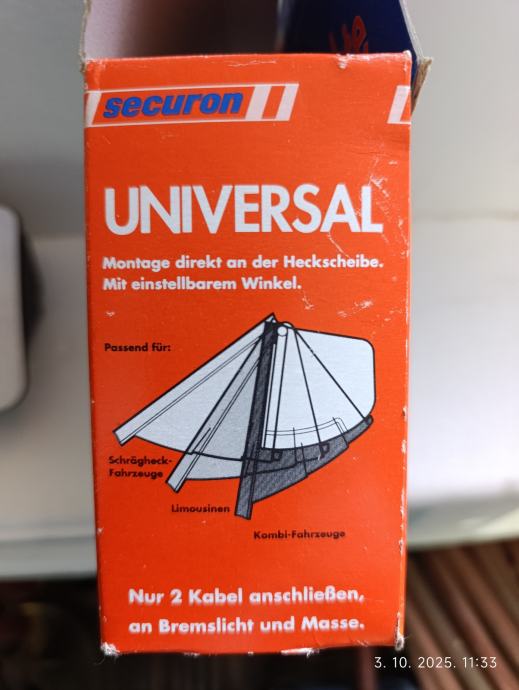 securon
UNIVERSAL
Montage direkt an der Heckscheibe.
Mit einstellbarem Winkel.
Passend für:
Schrägheck-
Fahrzeuge
Limousinen
Kombi-Fahrzeuge
Nur 2 Kabel anschließen,
an Bremslicht und Masse.
3. 10. 2025. 11:33